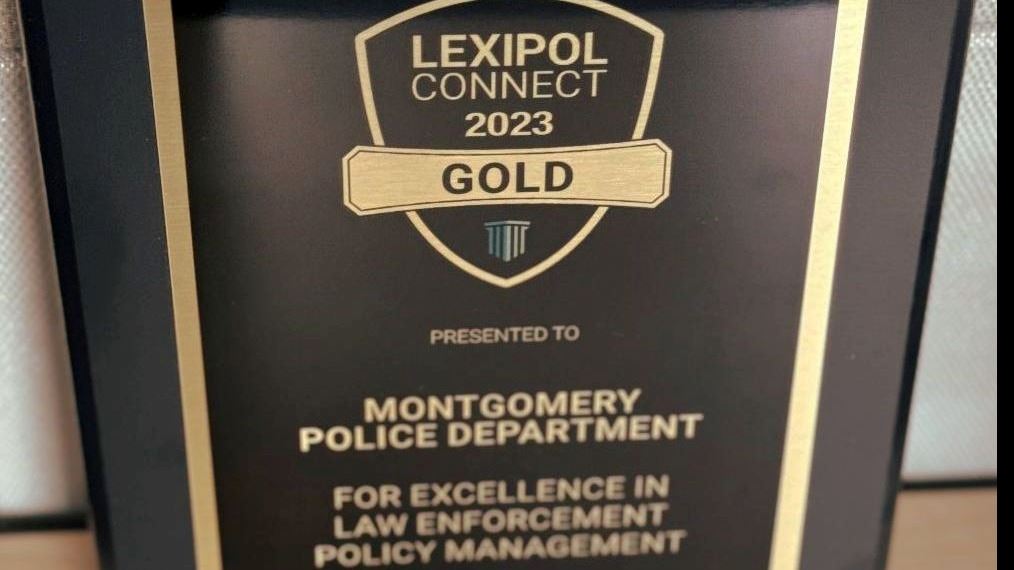 LEXIPOL
CONNECT
2023
GOLD
PRESENTED TO
MONTGOMERY
POLICE DEPARTMENT
FOR EXCELLENCE IN
LAW ENFORCEMENT
POLICY MANAGEMENT